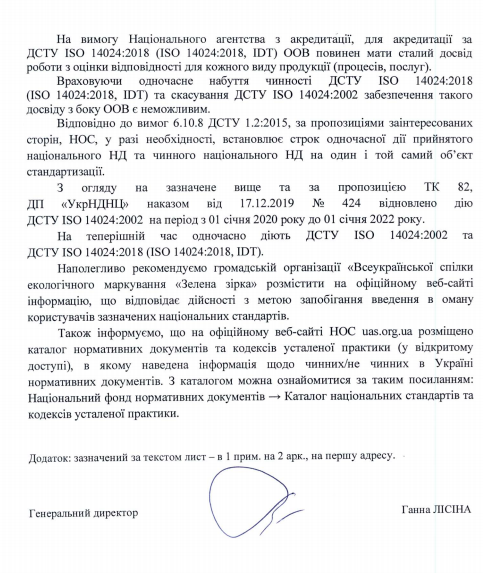 На вимогу Національного агентства з акредитації, для акредитації за
ДСТУ ISO 14024:2018 (ISO 14024:2018, IDT) ООВ повинен мати сталий досвід
роботи з оцінки відповідності для кожного виду продукції (процесів, послуг).
Враховуючи одночасне набуття чинності ДСТУ ISO 14024:2018
(ISO 14024:2018, IDT) та скасування ДСТУ ISO 14024:2002 забезпечення такого
досвіду з боку ООВ є неможливим.
Відповідно до вимог 6.10.8 ДСТУ 1.2:2015, за пропозиціями заінтересованих
сторін, НОС, у разі необхідності, встановлює строк одночасної дії прийнятого
національного НД та чинного національного НД на один і той самий об’єкт
стандартизації.
З огляду на зазначене вище та за пропозицією ТК 82,
ДП «УкрНДНЦ» наказом від 17.12.2019 № 424 відновлено дію
ДСТУ ISO 14024:2002 на період з 01 січня 2020 року до 01 січня 2022 року.
На теперішній час одночасно діють ДСТУ ISO 14024:2002 та
ДСТУ ISO 14024:2018 (ISO 14024:2018, IDT).
Наполегливо рекомендуємо громадській організації «Всеукраїнської спілки
екологічного маркування «Зелена зірка» розмістити на офіційному веб-сайті
інформацію, що відповідає дійсності з метою запобігання введення в оману
користувачів зазначених національних стандартів.
Також інформуємо, що на офіційному веб-сайті НОС uas.org.ua розміщено
каталог нормативних документів та кодексів усталеної практики (у відкритому
доступі), в якому наведена інформація щодо чинних/не чинних в Україні
нормативних документів. З каталогом можна ознайомитися за таким посиланням:
Національний фонд нормативних документів → Каталог національних стандартів та
кодексів усталеної практики.
Додаток: зазначений за текстом лист – в 1 прим. на 2 арк., на першу адресу.
Генеральний директор
Ганна ЛІСІНА